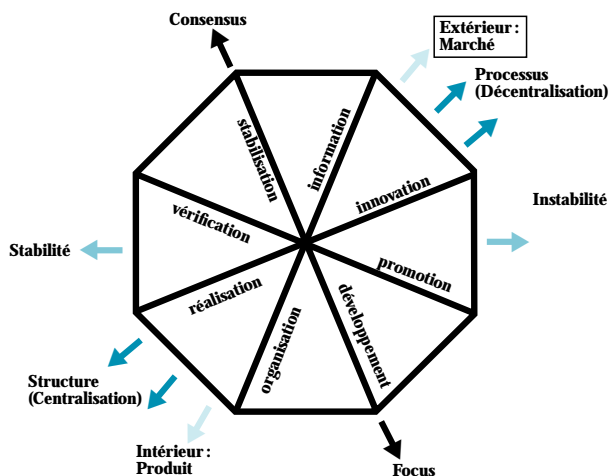 Consensus
Extérieur :
Marché
Processus
(Décentralisation)
stabilisation
information
innovation
vérification
Instabilité
Stabilité
promotion
réalisation
développement
organisation
Structure
(Centralisation)
Intérieur :
Produit
Focus